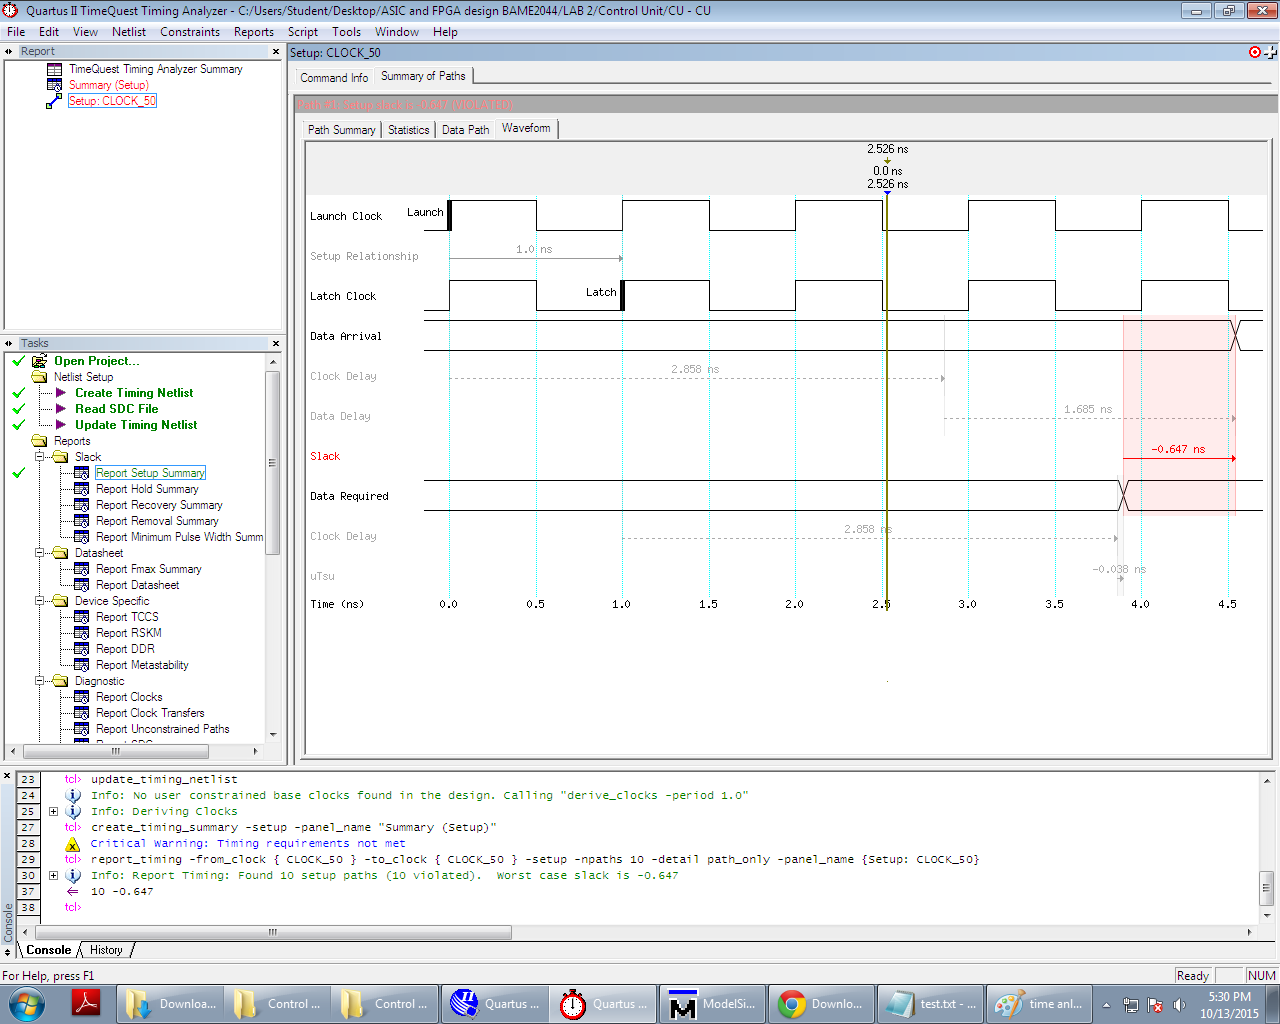 Quartus II TimeQuest Timing Analyzer - C:/Users/Student/Desktop/ASIC and FPGA design BAME2044/LAB 2/Control Unit/CU - CU
File Edit View Netlist Constraints Reports Script Tools Window Help
Report
TimeQuest Timing Analyzer Summary
Summary (Setup)
Setup: CLOCK_50
Tasks
Open Project...
Netlist Setup
Create Timing Netlist
Read SDC File
Update Timing Netlist
Reports
Slack
Report Setup Summary
Report Hold Summary
Report Recovery Summary
Report Removal Summary
Report Minimum Pulse Width Summ
Datasheet
Report Fmax Summary
Report Datasheet
Device Specific
Report TCCS
Report RSKM
Report DDR
Report Metastability
Diagnostic
Report Clocks
Report Clock Transfers
Report Unconstrained Paths
Setup: CLOCK_50
Command Info Summary of Paths
Path #1: Setup slack is -0.647 (VIOLATED)
Path Summary Statistics Data Path Waveform
2.526 ns
0.0 ns
2.526 ns
Launch Clock Launch
Setup Relationship 1.0 ns
Latch Clock Latch
Data Arrival
Clock Delay 2.858 ns
Data Delay 1.685 ns
Slack -0.647 ns
Data Required
Clock Delay 2.858 ns
uTsu -0.038 ns
Time (ns) 0.0 0.5 1.0 1.5 2.0 2.5 3.0 3.5 4.0 4.5
23 tcl> update_timing_netlist
24 Info: No user constrained base clocks found in the design. Calling "derive_clocks -period 1.0"
25 Info: Deriving Clocks
27 tcl> create_timing_summary -setup -panel_name "Summary (Setup)"
28 Critical Warning: Timing requirements not met
29 tcl> report_timing -from_clock { CLOCK_50 } -to_clock { CLOCK_50 } -setup -npaths 10 -detail path_only -panel_name {Setup: CLOCK_50}
30 Info: Report Timing: Found 10 setup paths (10 violated).  Worst case slack is -0.647
37 10 -0.647
38 tcl>
Console
Console History
For Help, press F1
Ready NUM
Downloa... Control ... Control ... Quartus ... Quartus ... ModelSi... Downlo... test.txt - ... time anl...
5:30 PM
10/13/2015